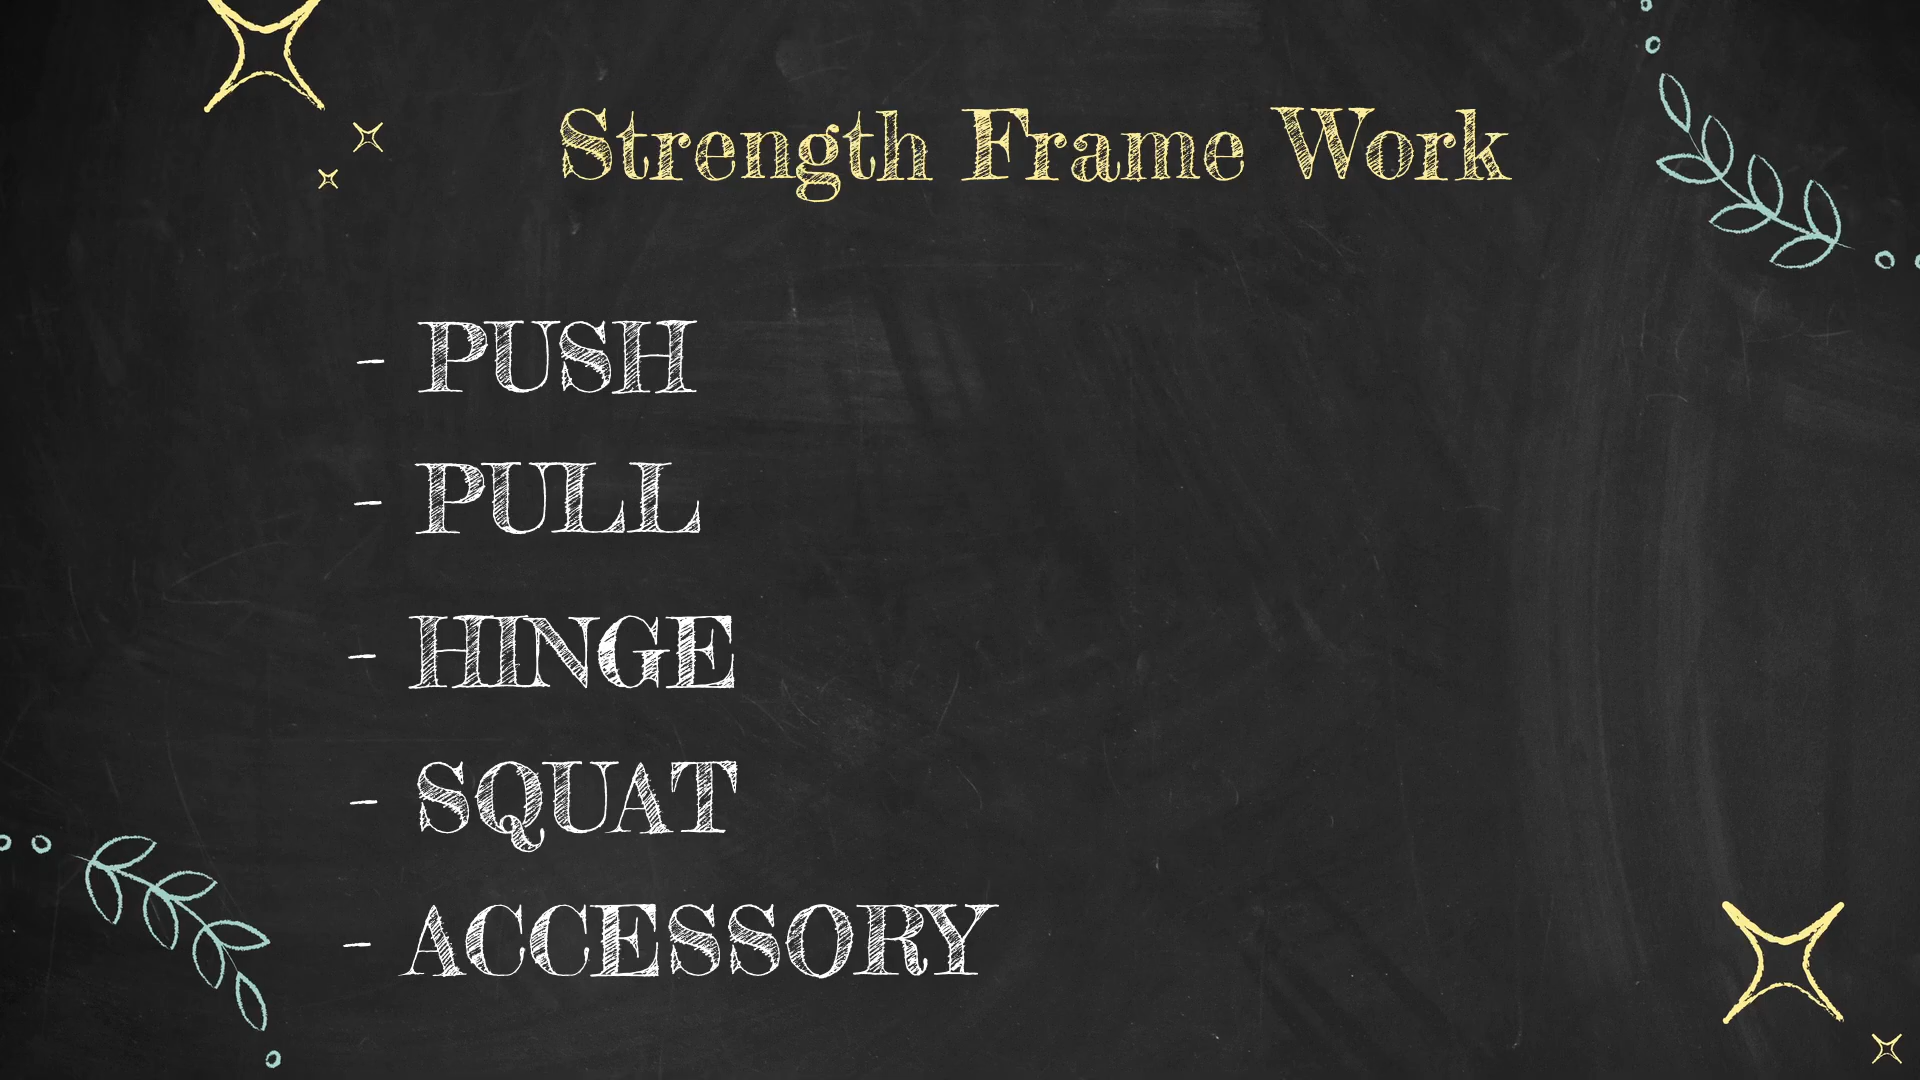 Strength Frame Work
- PUSH
- PULL
- HINGE
- SQUAT
- ACCESSORY